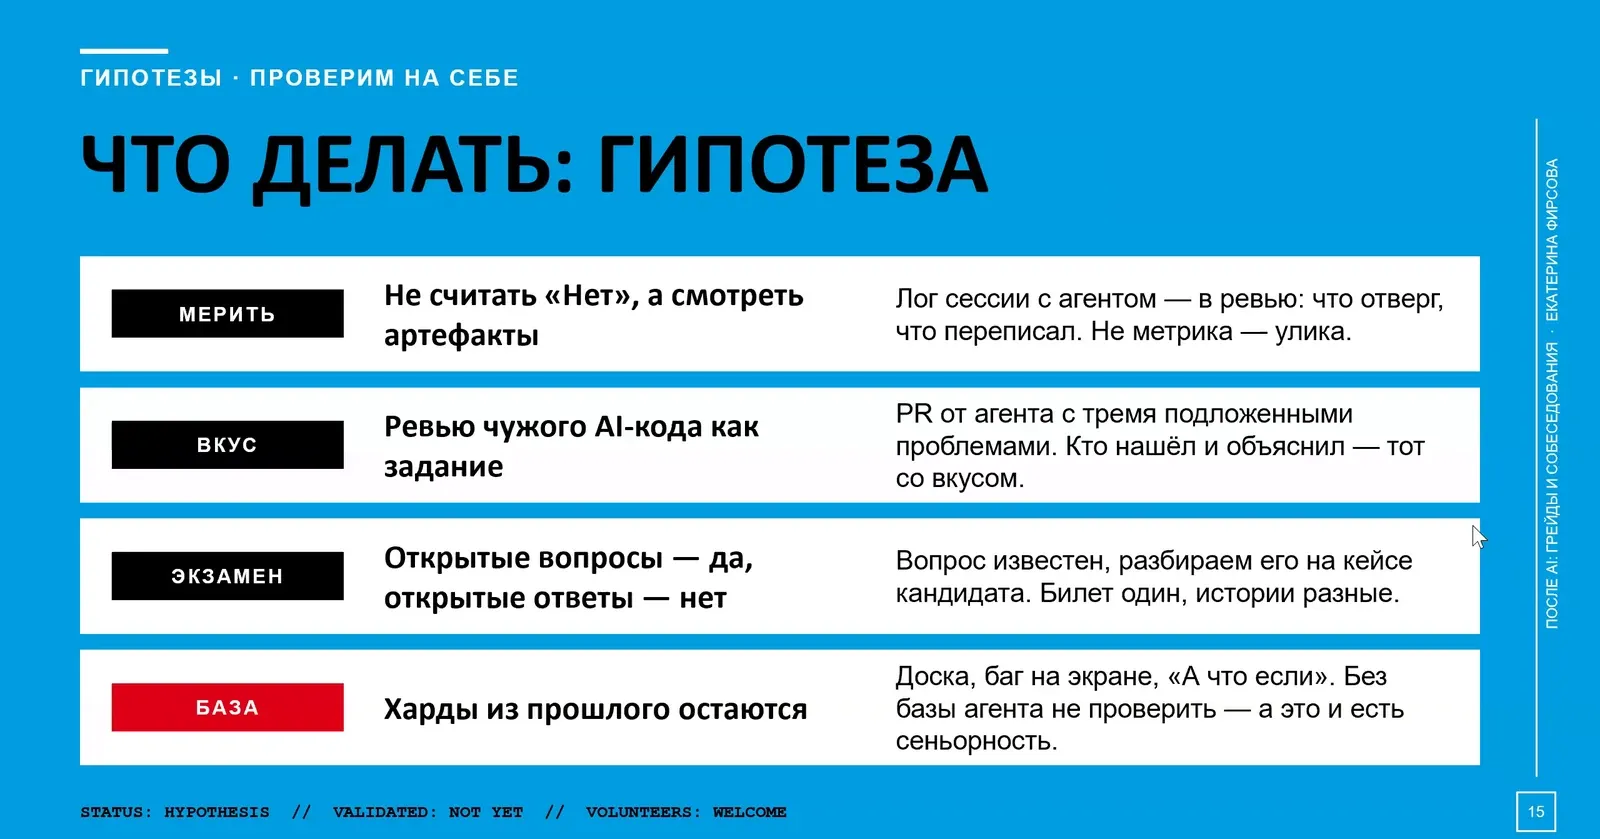 ГИПОТЕЗЫ · ПРОВЕРИМ НА СЕБЕ
ЧТО ДЕЛАТЬ: ГИПОТЕЗА
МЕРИТЬ
Не считать «Нет», а смотреть
артефакты
Лог сессии с агентом — в ревью: что отверг,
что переписал. Не метрика — улика.
ВКУС
Ревью чужого AI-кода как
задание
PR от агента с тремя подложенными
проблемами. Кто нашёл и объяснил — тот
со вкусом.
ЭКЗАМЕН
Открытые вопросы — да,
открытые ответы — нет
Вопрос известен, разбираем его на кейсе
кандидата. Билет один, истории разные.
БАЗА
Харды из прошлого остаются
Доска, баг на экране, «А что если». Без
базы агента не проверить — а это и есть
сеньорность.
STATUS: HYPOTHESIS // VALIDATED: NOT YET // VOLUNTEERS: WELCOME
ПОСЛЕ AI: ГРЕЙДЫ И СОБЕСЕДОВАНИЯ · ЕКАТЕРИНА ФИРСОВА
15